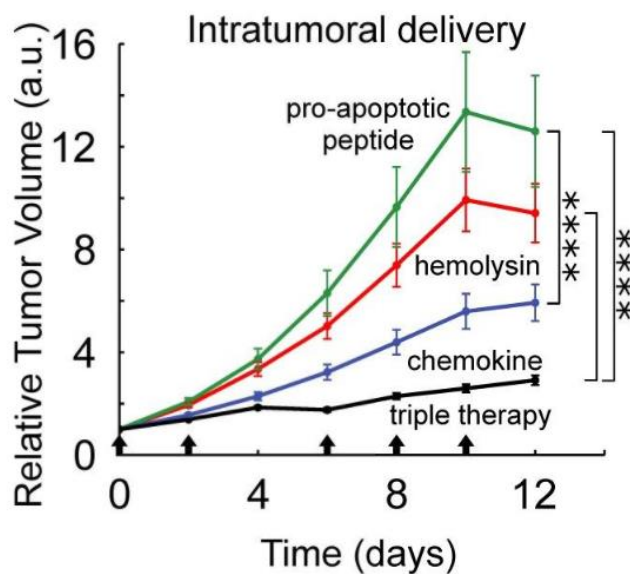 Intratumoral delivery
Relative Tumor Volume (a.u.)
16
12
8
4
0
pro-apoptotic
peptide
hemolysin
chemokine
triple therapy
****
****
0
4
8
12
Time (days)